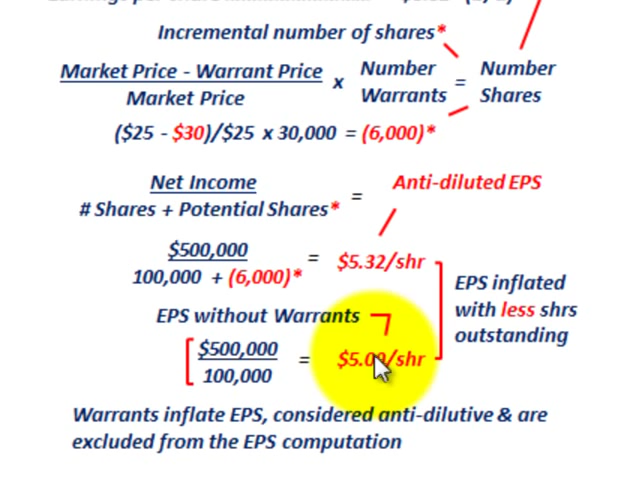 Incremental number of shares*
Market Price - Warrant Price x Number = Number
Market Price Warrants Shares
($25 - $30)/$25 x 30,000 = (6,000)*
Net Income = Anti-diluted EPS
# Shares + Potential Shares*
$500,000 = $5.32/shr
100,000 + (6,000)*
EPS inflated
with less shrs
outstanding
EPS without Warrants
$500,000 = $5.00/shr
100,000
Warrants inflate EPS, considered anti-dilutive & are
excluded from the EPS computation